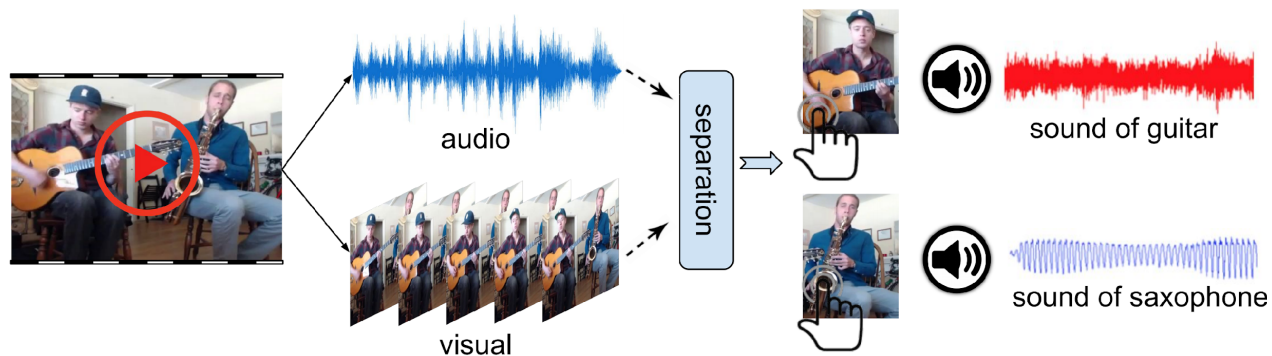 audio
visual
separation
sound of guitar
sound of saxophone